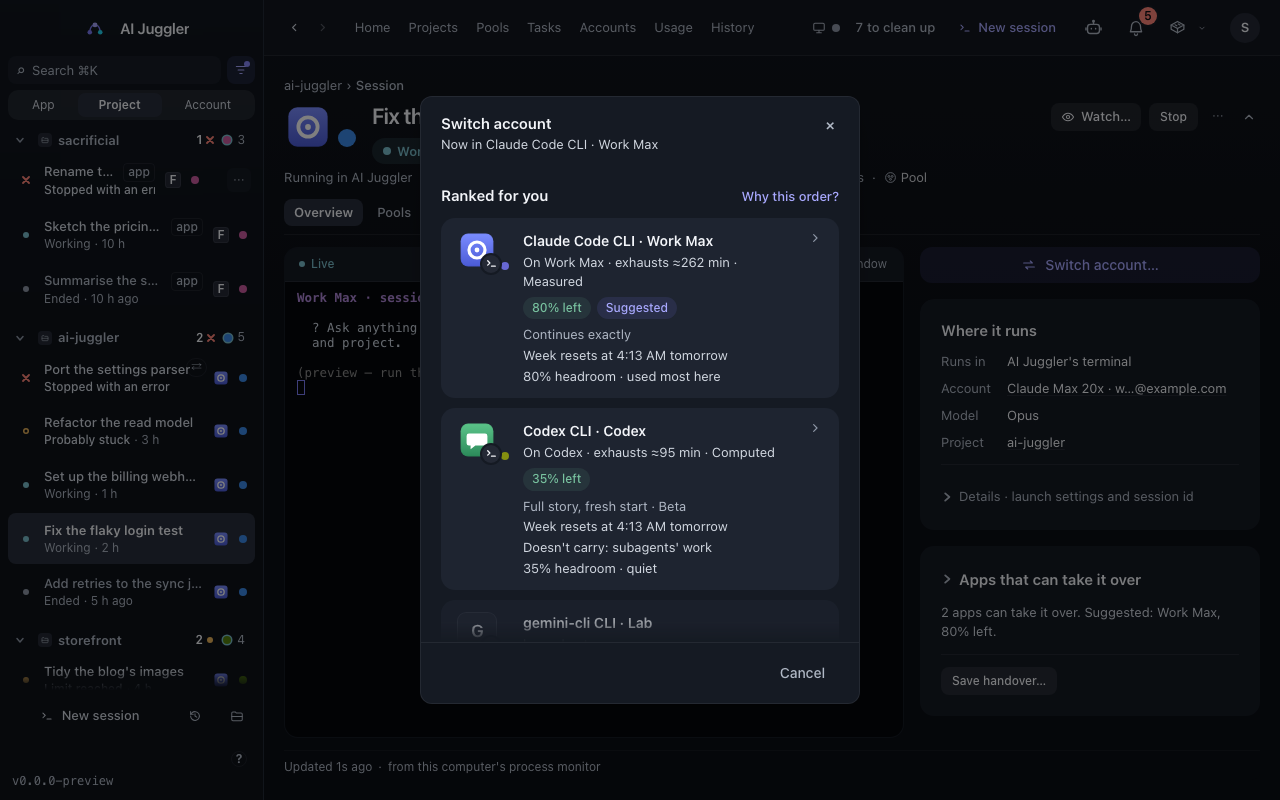 AI Juggler
Search ⌘K
App
Project
Account
sacrificial
1
3
Rename t...
app
F
Stopped with an err
Sketch the pricin...
app
F
Working · 10 h
Summarise the s...
app
F
Ended · 10 h ago
ai-juggler
2
5
Port the settings parser
Stopped with an error
Refactor the read model
Probably stuck · 3 h
Set up the billing webh...
Working · 1 h
Fix the flaky login test
Working · 2 h
Add retries to the sync j...
Ended · 5 h ago
storefront
2
4
Tidy the blog's images
New session
?
v0.0.0-preview
Home
Projects
Pools
Tasks
Accounts
Usage
History
7 to clean up
New session
5
S
ai-juggler › Session
Fix th
Wor
Watch...
Stop
Running in AI Juggler
Pool
Overview
Pools
Live
ndow
Work Max · sessi
? Ask anything
and project.
(preview — run th
Switch account
Now in Claude Code CLI · Work Max
Ranked for you
Why this order?
Claude Code CLI · Work Max
On Work Max · exhausts ≈262 min ·
Measured
80% left
Suggested
Continues exactly
Week resets at 4:13 AM tomorrow
80% headroom · used most here
Codex CLI · Codex
On Codex · exhausts ≈95 min · Computed
35% left
Full story, fresh start · Beta
Week resets at 4:13 AM tomorrow
Doesn't carry: subagents' work
35% headroom · quiet
G
gemini-cli CLI · Lab
Cancel
Switch account...
Where it runs
Runs in
AI Juggler's terminal
Account
Claude Max 20x · w...@example.com
Model
Opus
Project
ai-juggler
Details · launch settings and session id
Apps that can take it over
2 apps can take it over. Suggested: Work Max,
80% left.
Save handover...
Updated 1s ago · from this computer's process monitor